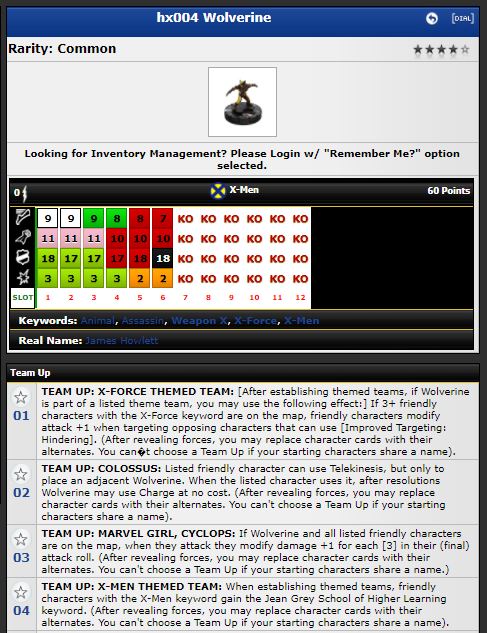 hx004 Wolverine
[DIAL]
Rarity: Common
Looking for Inventory Management? Please Login w/ "Remember Me?" option
selected.
0 X-Men 60 Points
9 9 9 8 8 7 KO KO KO KO KO KO
11 11 11 10 10 10 KO KO KO KO KO KO
18 17 17 17 18 18 KO KO KO KO KO KO
3 3 3 3 2 2 KO KO KO KO KO KO
SLOT 1 2 3 4 5 6 7 8 9 10 11 12
Keywords: Animal, Assassin, Weapon X, X-Force, X-Men
Real Name: James Howlett
Team Up
01
TEAM UP: X-FORCE THEMED TEAM: [After establishing themed teams, if Wolverine
is part of a listed theme team, you may use the following effect:] If 3+ friendly
characters with the X-Force keyword are on the map, friendly characters modify
attack +1 when targeting opposing characters that can use [Improved Targeting:
Hindering]. (After revealing forces, you may replace character cards with their
alternates. You can�t choose a Team Up if your starting characters share a name).
02
TEAM UP: COLOSSUS: Listed friendly character can use Telekinesis, but only to
place an adjacent Wolverine. When the listed character uses it, after resolutions
Wolverine may use Charge at no cost. (After revealing forces, you may replace
character cards with their alternates. You can't choose a Team Up if your starting
characters share a name).
03
TEAM UP: MARVEL GIRL, CYCLOPS: If Wolverine and all listed friendly characters
are on the map, when they attack they modify damage +1 for each [3] in their (final)
attack roll. (After revealing forces, you may replace character cards with their
alternates. You can't choose a Team Up if your starting characters share a name.)
04
TEAM UP: X-MEN THEMED TEAM: When establishing themed teams, friendly
characters with the X-Men keyword gain the Jean Grey School of Higher Learning
keyword. (After revealing forces, you may replace character cards with their
alternates. You can't choose a Team Up if your starting characters share a name).